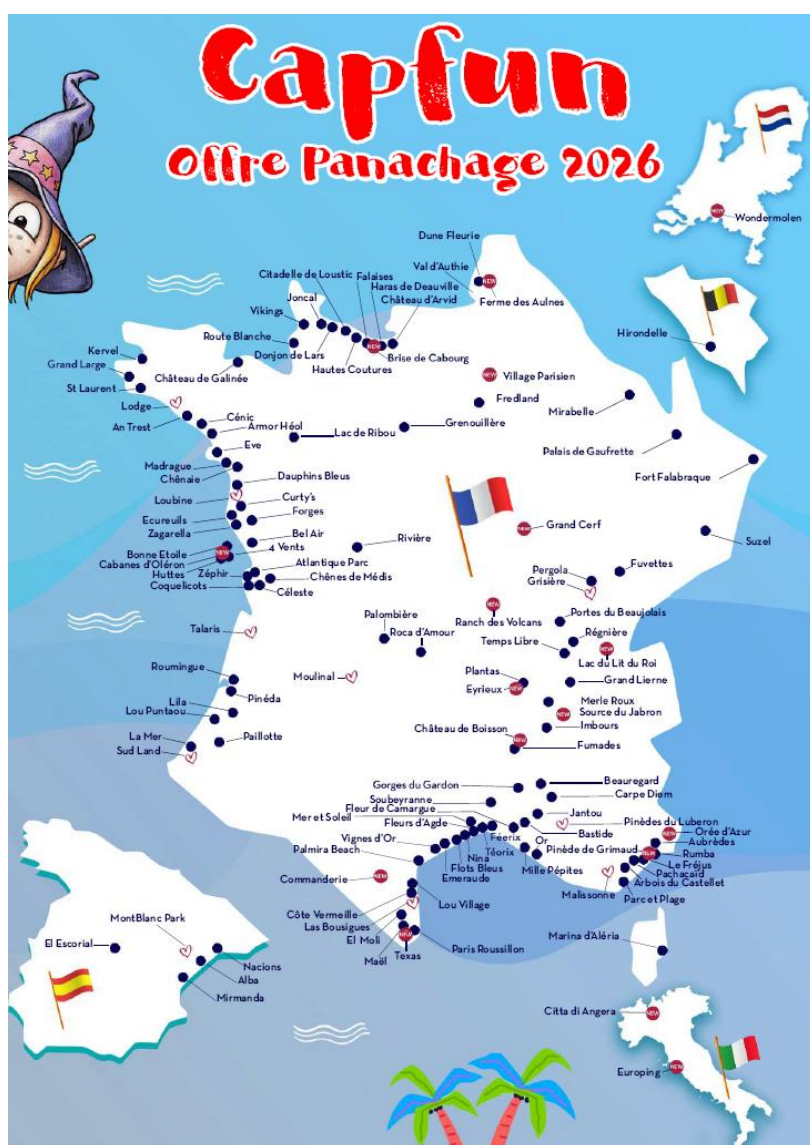 Capfun
Offre Panachage 2026
Wondermolen
Dune Fleurie
Val d'Authie
NEW
Ferme des Aulnes
Citadelle de Loustic
Falaises
Haras de Deauville
Château d'Arvid
Joncal
Vikings
Route Blanche
Donjon de Lars
Hautes Coutures
NEW
Brise de Cabourg
Hirondelle
Kervel
Grand Large
St Laurent
Château de Galinée
NEW
Village Parisien
Fredland
Mirabelle
Lodge
An Trest
Cénic
Armor Héol
Lac de Ribou
Grenouillère
Palais de Gaufrette
Eve
Fort Falabraque
Madrague
Chênaie
Dauphins Bleus
Loubine
Curty's
Ecureuils
Forges
Zagarella
NEW
Grand Cerf
Suzel
Bel Air
Bonne Etoile
NEW
4 Vents
Rivière
Cabanes d'Oléron
Huttes
Zéphir
Atlantique Parc
Chênes de Médis
Coquelicots
Céleste
Pergola
Grisière
Fuvettes
NEW
Ranch des Volcans
Portes du Beaujolais
Palombière
Roca d'Amour
Talaris
Temps Libre
Régnière
NEW
Lac du Lit du Roi
Roumingue
Moulinal
Plantas
Eyrieux
NEW
Grand Lierne
Pinéda
Lila
Lou Puntaou
Merle Roux
NEW
Source du Jabron
Imbours
La Mer
Sud Land
Paillotte
Château de Boisson
NEW
Fumades
Gorges du Gardon
Beauregard
Carpe Diem
Soubeyranne
Fleur de Camargue
Mer et Soleil
Fleurs d'Agde
Jantou
Pinèdes du Luberon
Bastide
Féerix
Or
NEW
Orée d'Azur
Aubrèdes
Vignes d'Or
Palmira Beach
Téorix
Nina
Flots Bleus
Emeraude
Mille Pépites
Pinède de Grimaud
NEW
Rumba
Le Fréjus
Pachacaid
Arbois du Castellet
Malissonne
Parc et Plage
Commanderie
NEW
Lou Village
Côte Vermeille
Las Bousigues
El Moli
Maël
NEW
Texas
Paris Roussillon
MontBlanc Park
El Escorial
Nacions
Alba
Mirmanda
Marina d'Aléria
Citta di Angera
NEW
Europing
NEW